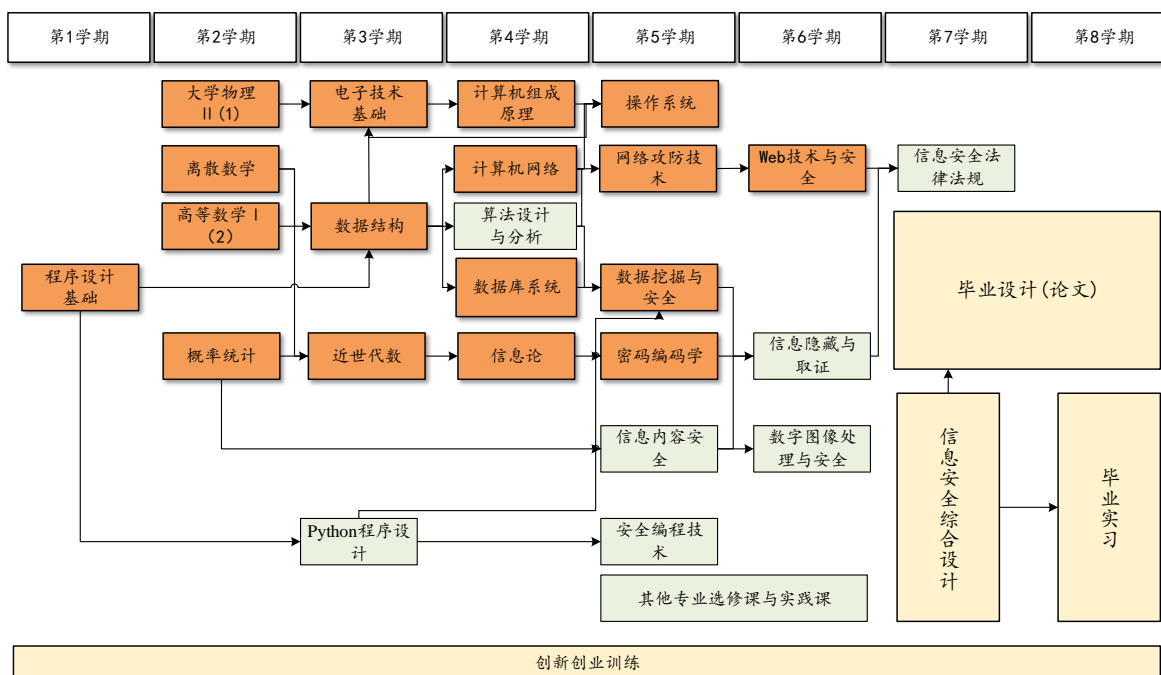 第1学期
第2学期
第3学期
第4学期
第5学期
第6学期
第7学期
第8学期
大学物理
II(1)
电子技术
基础
计算机组成
原理
操作系统
离散数学
计算机网络
网络攻防技
术
Web技术与安
全
信息安全法
律法规
高等数学Ⅰ
(2)
数据结构
算法设计
与分析
程序设计
基础
数据库系统
数据挖掘与
安全
毕业设计(论文)
概率统计
近世代数
信息论
密码编码学
信息隐藏与
取证
信息内容安
全
数字图像处
理与安全
信息安全综合设计
毕业实习
Python程序设
计
安全编程技
术
其他专业选修课与实践课
创新创业训练